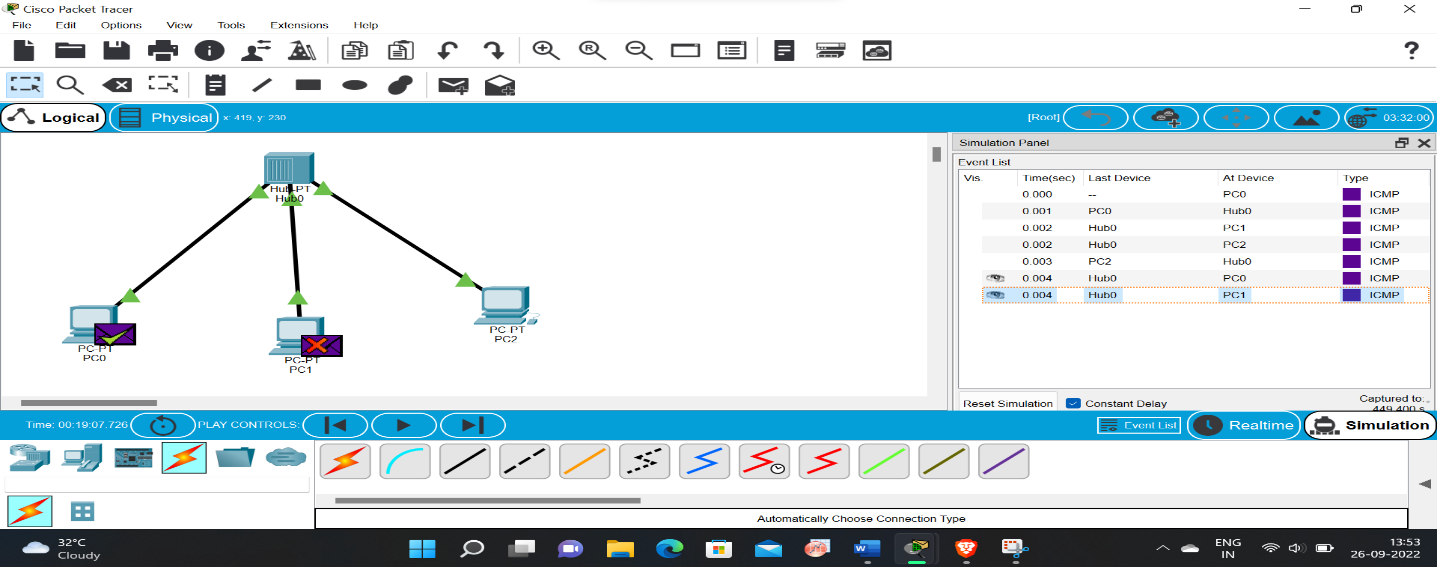 Cisco Packet Tracer
File Edit Options View Tools Extensions Help
Logical Physical x: 419, y: 230 [Root] 03:32:00
Simulation Panel
Event List
Vis. Time(sec) Last Device At Device Type
0.000 -- PC0 ICMP
0.001 PC0 Hub0 ICMP
0.002 Hub0 PC1 ICMP
0.002 Hub0 PC2 ICMP
0.003 PC2 Hub0 ICMP
0.004 Hub0 PC0 ICMP
0.004 Hub0 PC1 ICMP
Hub-PT
Hub0
PC-PT
PC0
PC-PT
PC1
PC-PT
PC2
Reset Simulation Constant Delay Captured to:
449.400 s
Time: 00:19:07.726 PLAY CONTROLS: Event List Realtime Simulation
Automatically Choose Connection Type
32°C
Cloudy
ENG
IN
13:53
26-09-2022